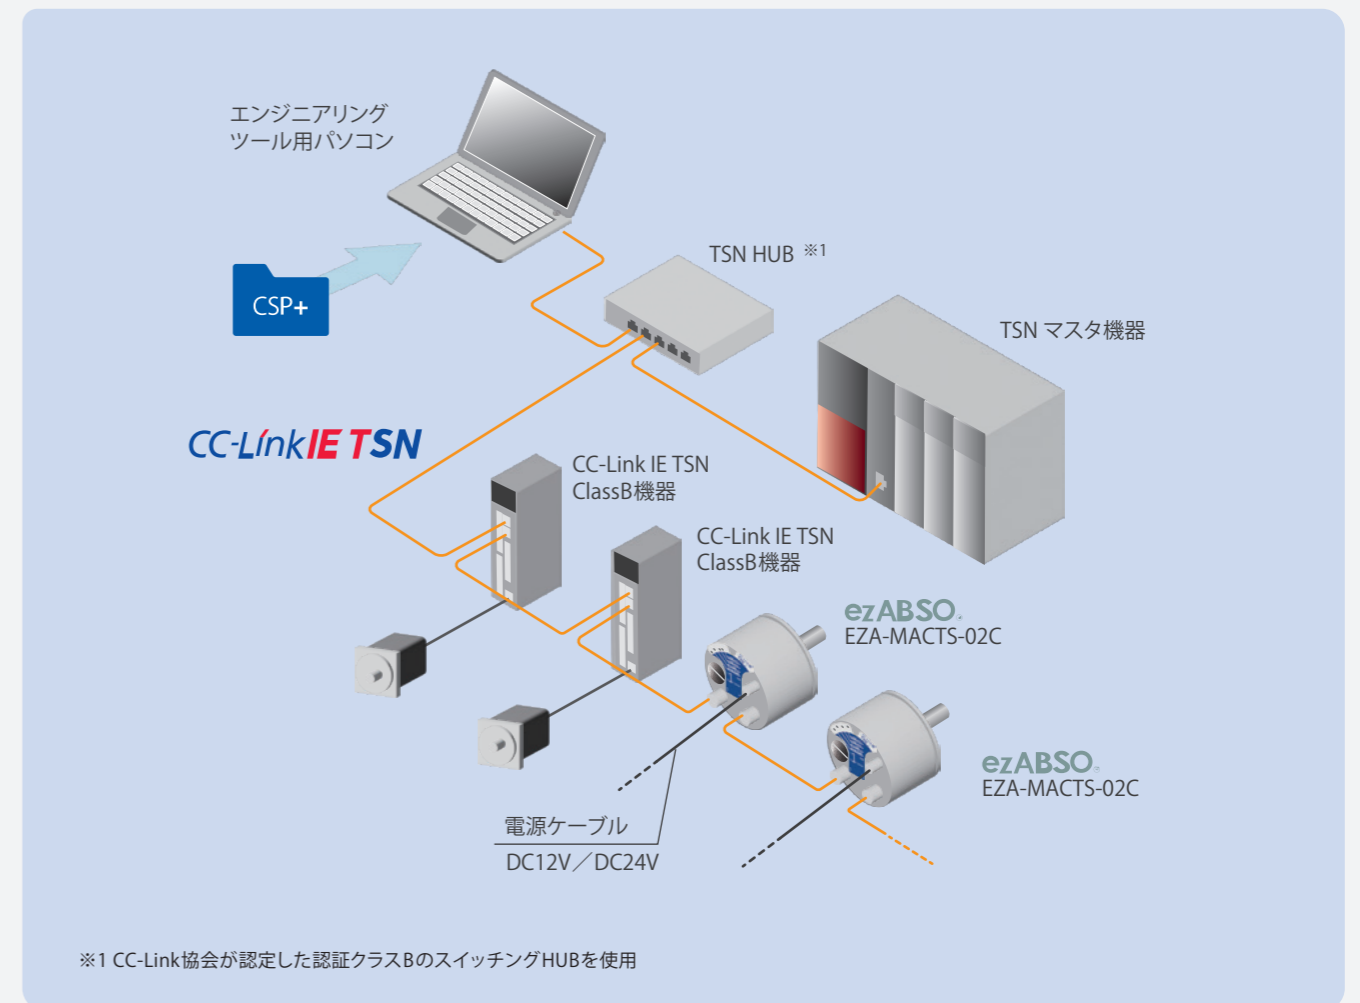 エンジニアリング
ツール用パソコン
TSN HUB ※1
CSP+
TSN マスタ機器
CC-Link IE TSN
CC-Link IE TSN
ClassB機器
CC-Link IE TSN
ClassB機器
ezABSO®
EZA-MACTS-02C
ezABSO®
EZA-MACTS-02C
電源ケーブル
DC12V／DC24V
※1 CC-Link協会が認定した認証クラスBのスイッチングHUBを使用